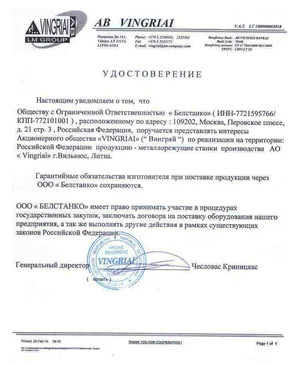 VINGRIAI
LM GROUP
AB VINGRIAI
V.A.T. LT 100000031018
УДОСТОВЕРЕНИЕ
Настоящим уведомляем о том, что
Обществу с Ограниченной Ответственностью « Белстанко» ( ИНН-7721595766/
КПП-772101001 ) , расположенному по адресу : 109202, Москва, Перовское шоссе,
д. 21 стр. 3 , Российская Федерация, поручается представлять интересы
Акционерного общества «VINGRIAI» (" Вингряй ") по реализации на территории:
Российской Федерации продукцию - металлорежущие станки производства АО
« Vingriai» г.Вильнюс, Литва.
Гарантийные обязательства изготовителя при поставке продукции через
ООО « Белстанко» сохраняются.
ООО « БЕЛСТАНКО» имеет право принимать участие в процедурах
государственных закупок, заключать договора на поставку оборудования нашего
предприятия, а так же выполнять другие действия в рамках существующих
законов Российской Федерации.
VINGRIAI
Генеральный директор Чесловас Криницкас
THANK YOU FOR COOPERATION!
Page 1 of 1